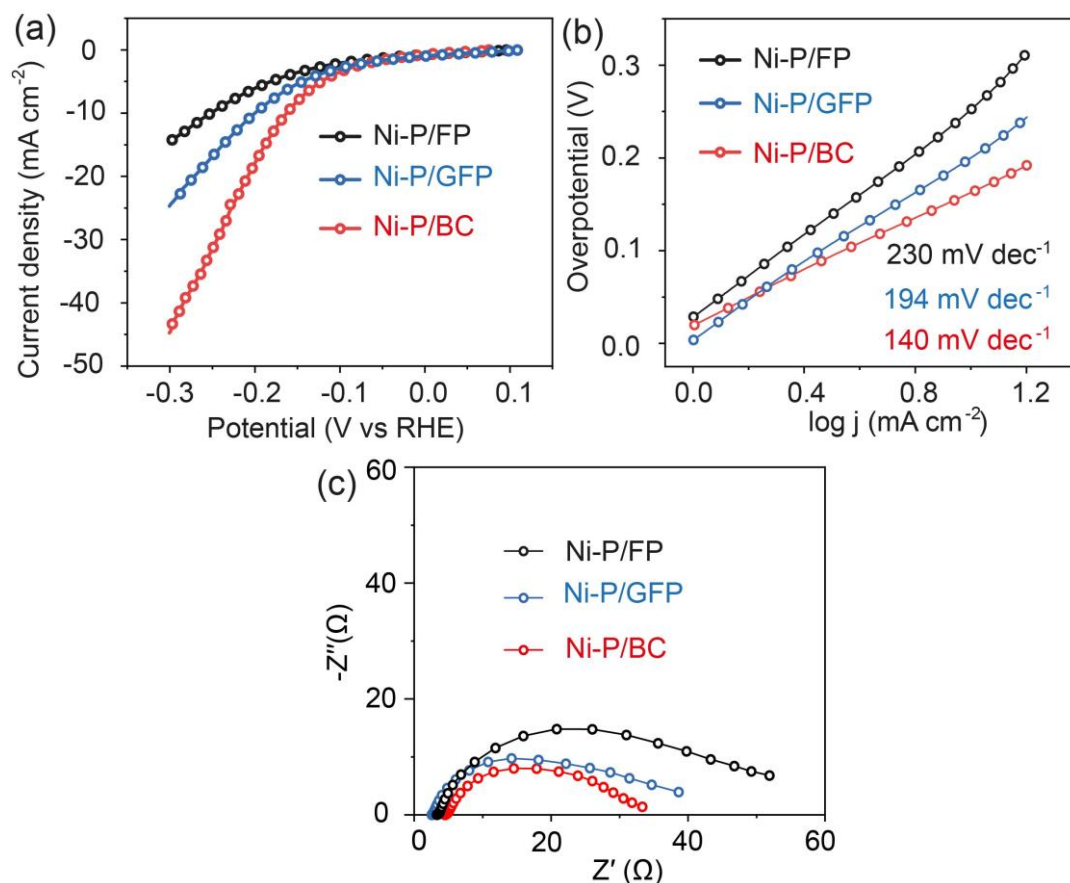 (a)
0
-10
-20
-30
-40
-50
Current density (mA cm⁻²)
Ni-P/FP
Ni-P/GFP
Ni-P/BC
-0.3
-0.2
-0.1
0.0
0.1
Potential (V vs RHE)
(b)
0.3
0.2
0.1
0.0
Overpotential (V)
Ni-P/FP
Ni-P/GFP
Ni-P/BC
230 mV dec⁻¹
194 mV dec⁻¹
140 mV dec⁻¹
0.0
0.4
0.8
1.2
log j (mA cm⁻²)
(c)
60
40
20
0
-Z"(Ω)
Ni-P/FP
Ni-P/GFP
Ni-P/BC
0
20
40
60
Z' (Ω)